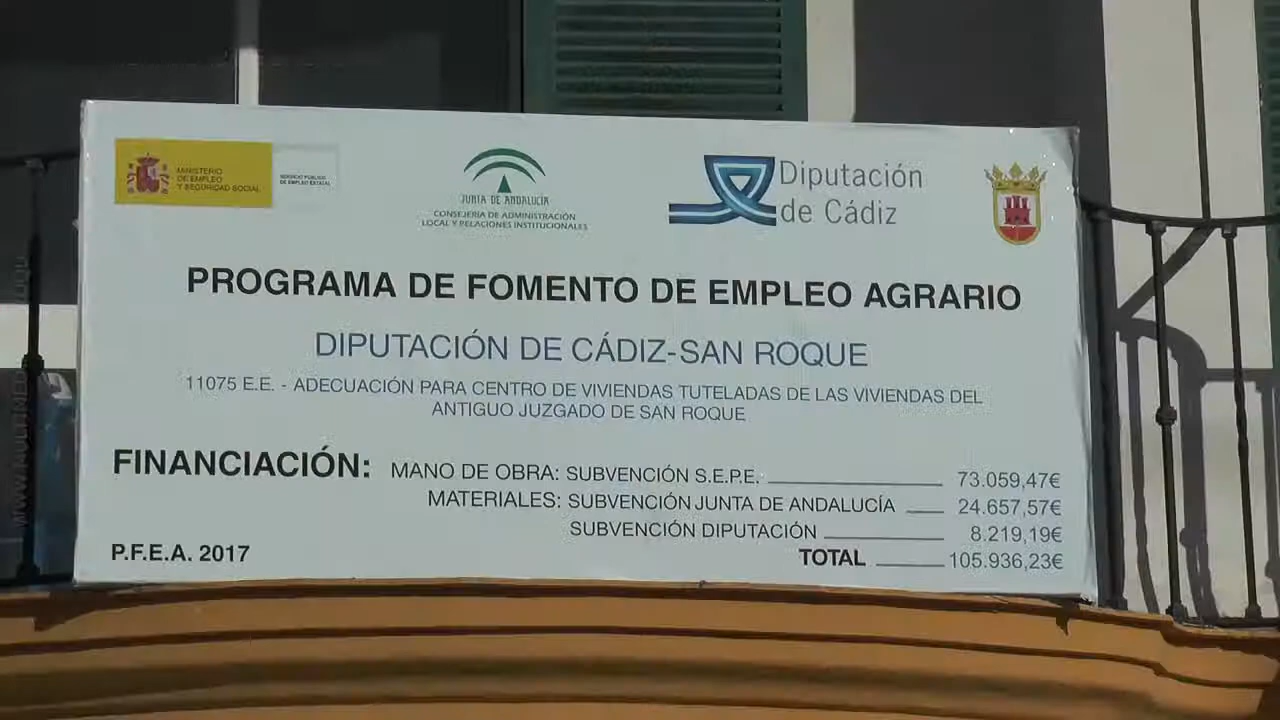 MINISTERIO
DE EMPLEO
Y SEGURIDAD SOCIAL
SERVICIO PÚBLICO
DE EMPLEO ESTATAL
JUNTA DE ANDALUCÍA
CONSEJERIA DE ADMINISTRACIÓN
LOCAL Y RELACIONES INSTITUCIONALES
Diputación
de Cádiz
PROGRAMA DE FOMENTO DE EMPLEO AGRARIO
DIPUTACIÓN DE CÁDIZ-SAN ROQUE
11075 E.E. - ADECUACIÓN PARA CENTRO DE VIVIENDAS TUTELADAS DE LAS VIVIENDAS DEL
ANTIGUO JUZGADO DE SAN ROQUE
FINANCIACIÓN: MANO DE OBRA: SUBVENCIÓN S.E.P.E. 73.059,47€
MATERIALES: SUBVENCIÓN JUNTA DE ANDALUCÍA 24.657,57€
SUBVENCIÓN DIPUTACIÓN 8.219,19€
P.F.E.A. 2017 TOTAL 105.936,23€